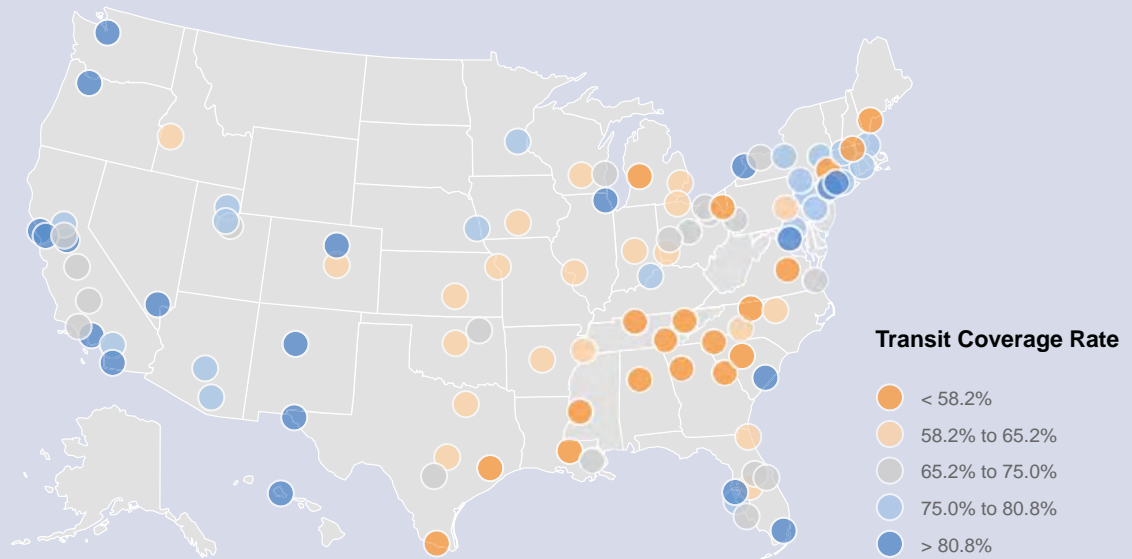 Transit Coverage Rate
< 58.2%
58.2% to 65.2%
65.2% to 75.0%
75.0% to 80.8%
> 80.8%